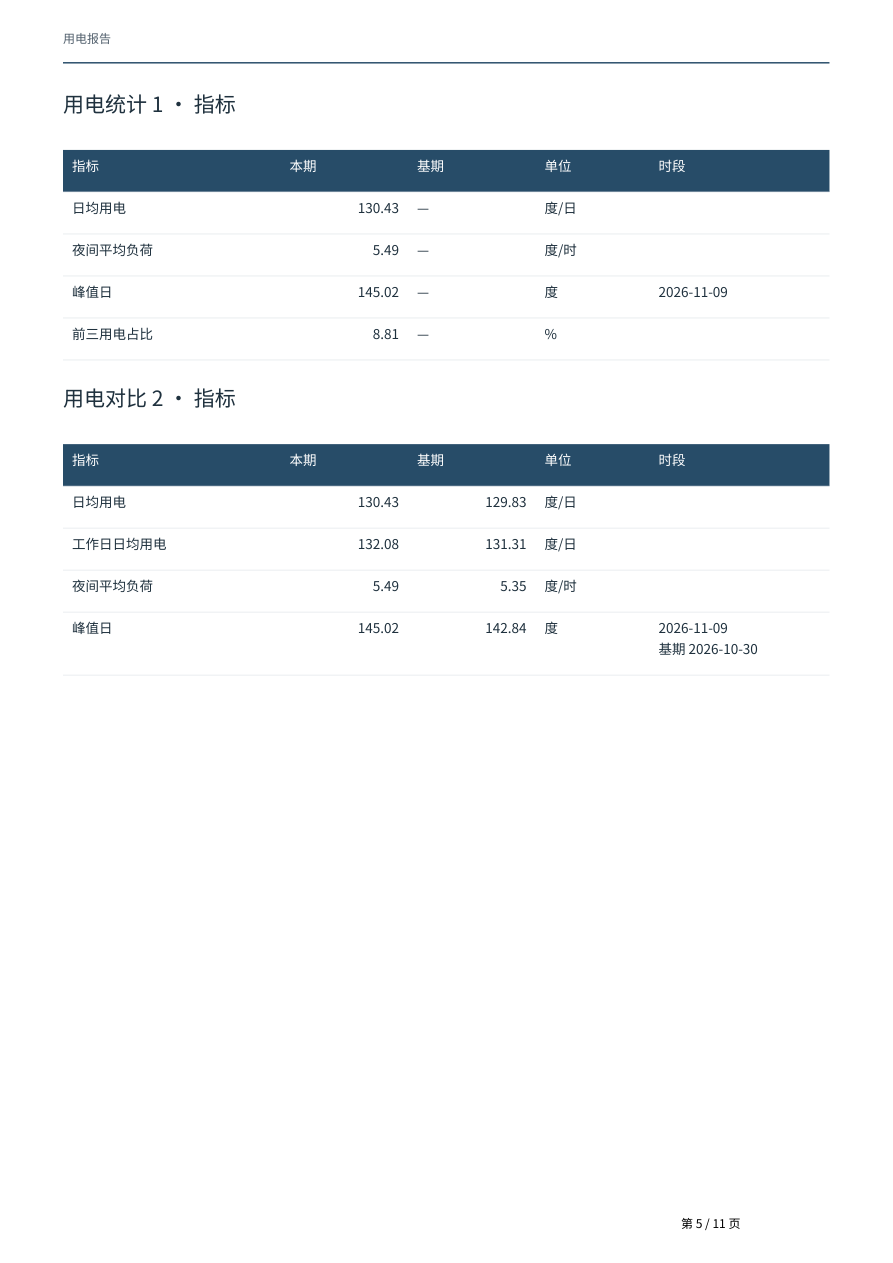 用电报告
用电统计 1 • 指标
指标 本期 基期 单位 时段
日均用电 130.43 — 度/日
夜间平均负荷 5.49 — 度/时
峰值日 145.02 — 度 2026-11-09
前三用电占比 8.81 — %
用电对比 2 • 指标
指标 本期 基期 单位 时段
日均用电 130.43 129.83 度/日
工作日日均用电 132.08 131.31 度/日
夜间平均负荷 5.49 5.35 度/时
峰值日 145.02 142.84 度 2026-11-09
基期 2026-10-30
第 5 / 11 页